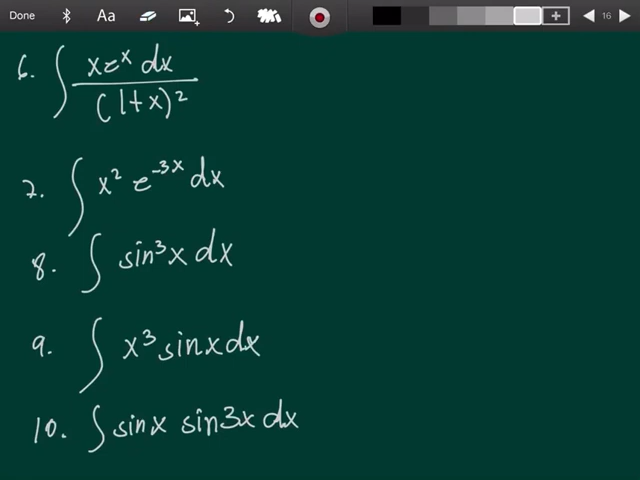 Done 16
6. ∫ xe^x dx / (1+x)^2
7. ∫ x^2 e^-3x dx
8. ∫ sin^3 x dx
9. ∫ x^3 sinx dx
10. ∫ sinx sin3x dx